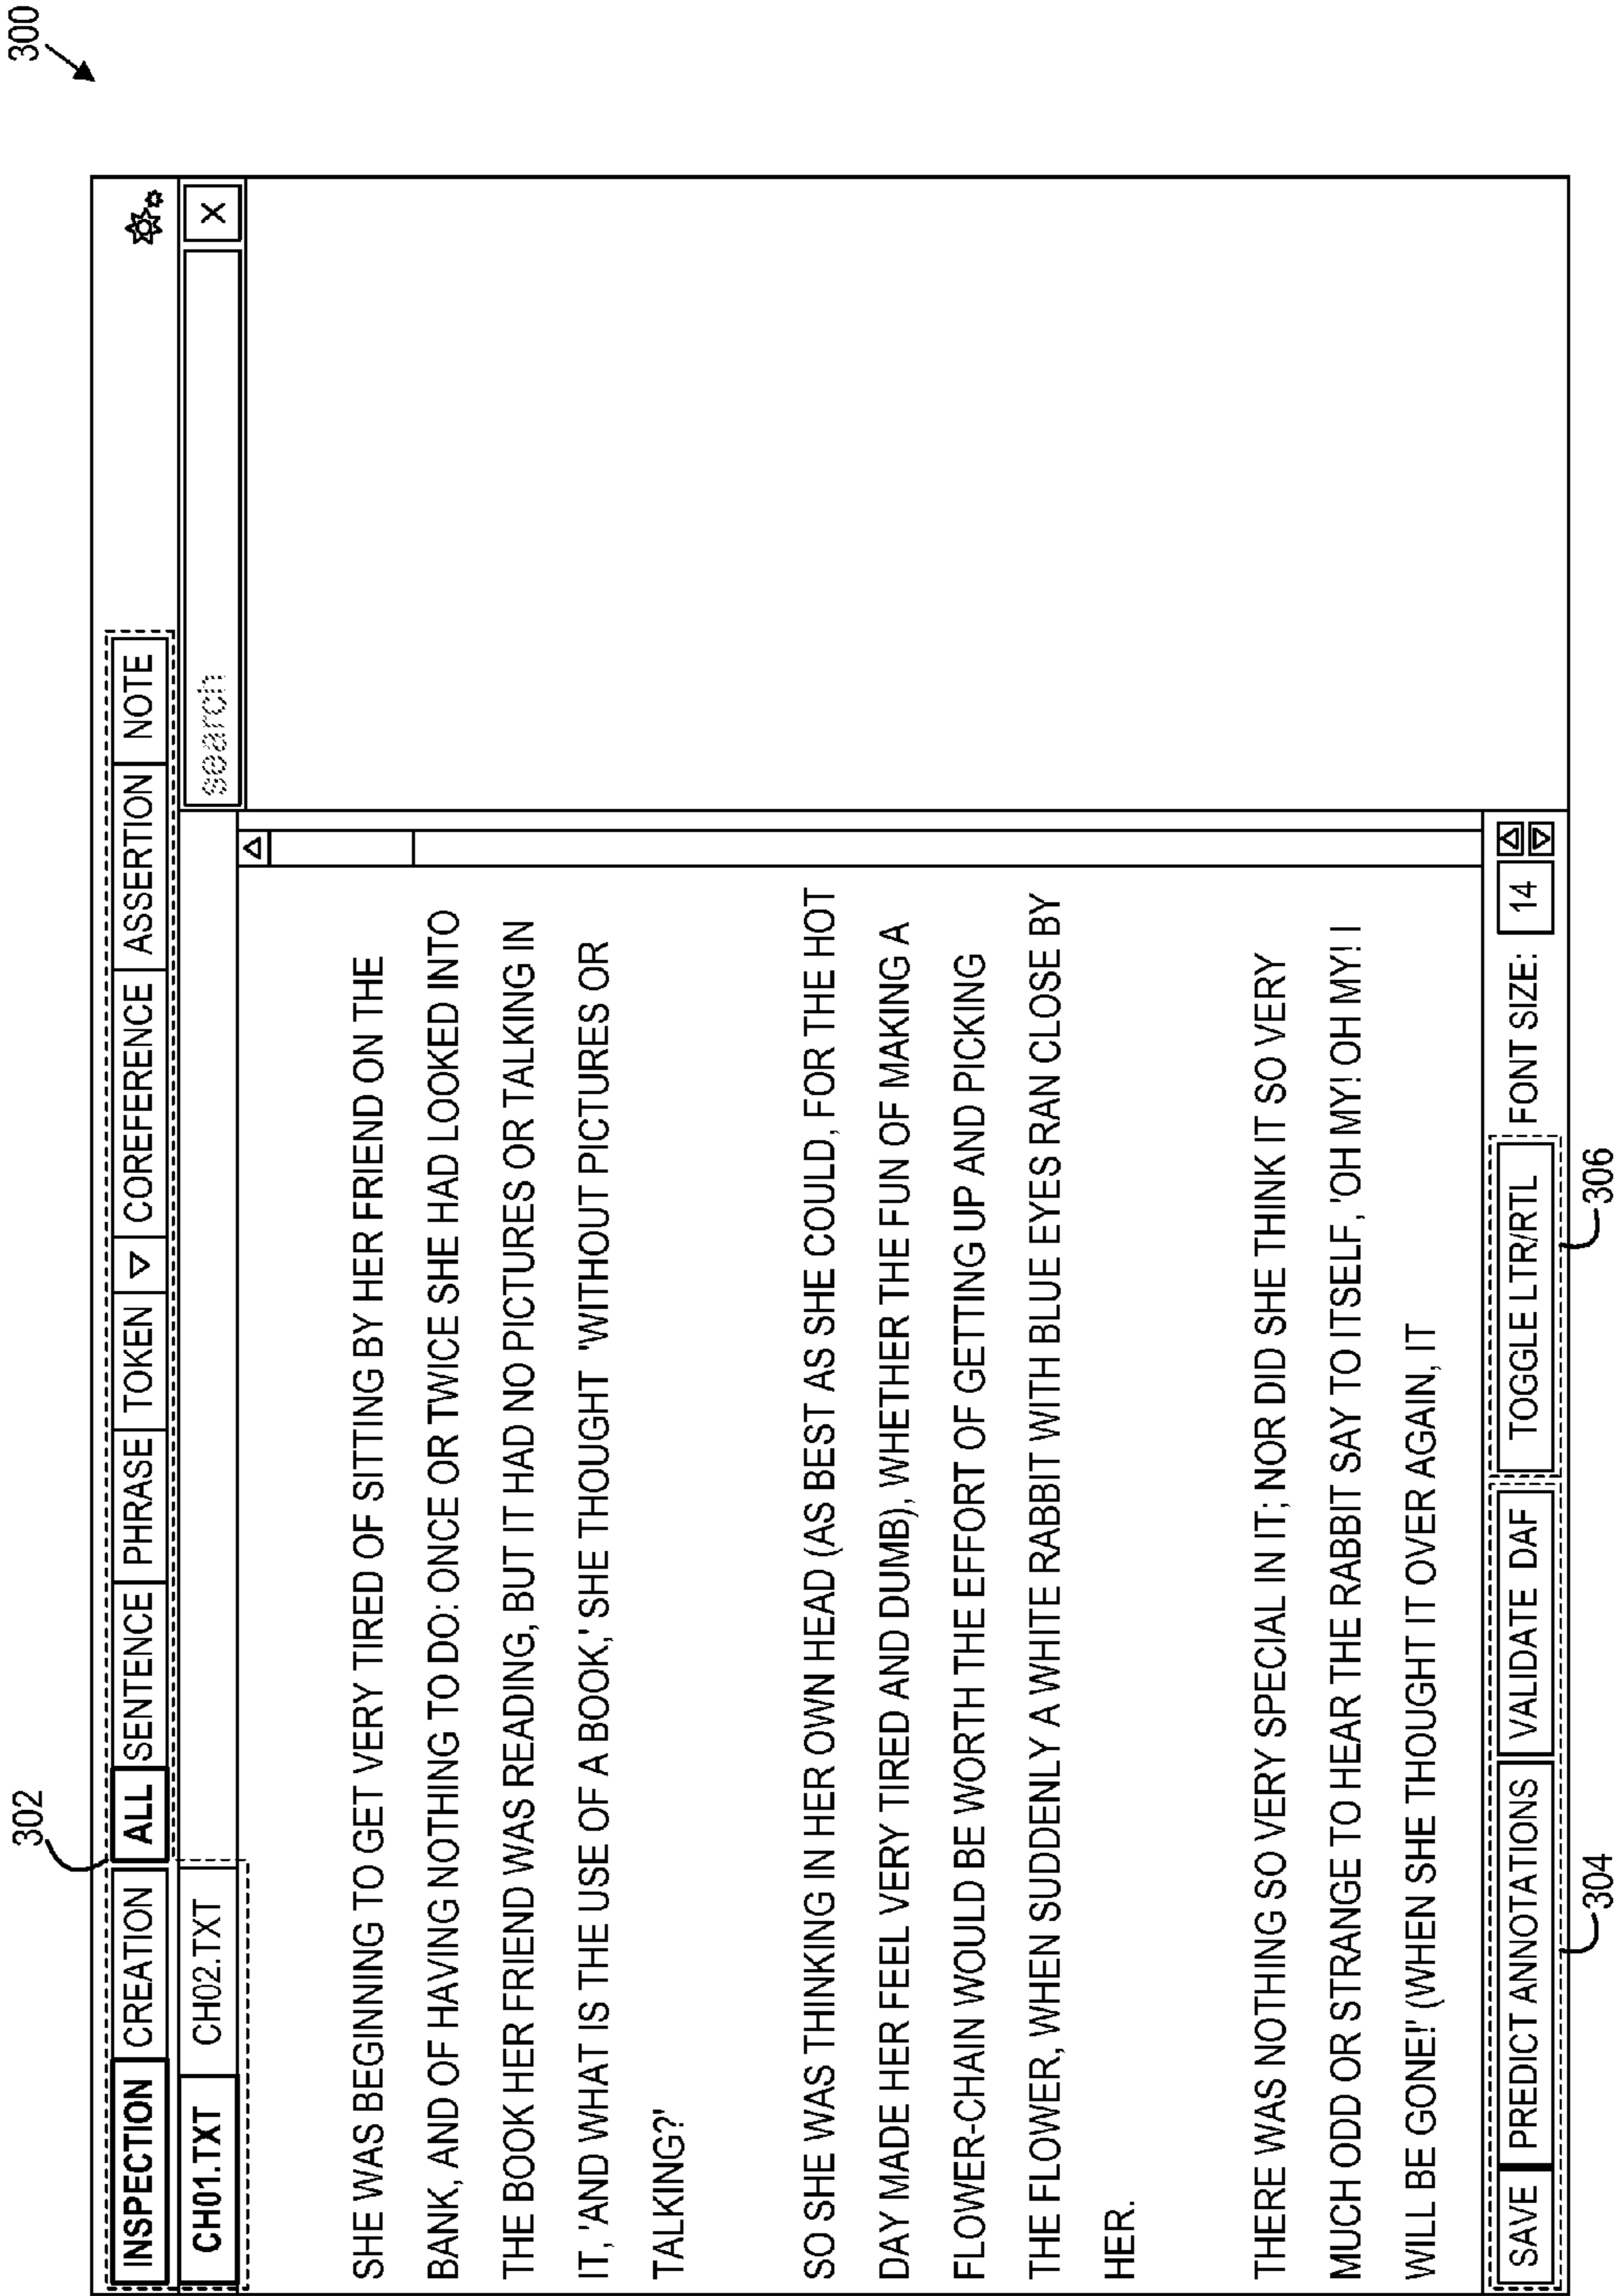 300
302
INSPECTION CREATION ALL SENTENCE PHRASE TOKEN COREFERENCE ASSERTION NOTE
CH01.TXT CH02.TXT
search X
SHE WAS BEGINNING TO GET VERY TIRED OF SITTING BY HER FRIEND ON THE
BANK, AND OF HAVING NOTHING TO DO: ONCE OR TWICE SHE HAD LOOKED INTO
THE BOOK HER FRIEND WAS READING, BUT IT HAD NO PICTURES OR TALKING IN
IT, 'AND WHAT IS THE USE OF A BOOK,' SHE THOUGHT 'WITHOUT PICTURES OR
TALKING?'
SO SHE WAS THINKING IN HER OWN HEAD (AS BEST AS SHE COULD, FOR THE HOT
DAY MADE HER FEEL VERY TIRED AND DUMB), WHETHER THE FUN OF MAKING A
FLOWER-CHAIN WOULD BE WORTH THE EFFORT OF GETTING UP AND PICKING
THE FLOWER, WHEN SUDDENLY A WHITE RABBIT WITH BLUE EYES RAN CLOSE BY
HER.
THERE WAS NOTHING SO VERY SPECIAL IN IT; NOR DID SHE THINK IT SO VERY
MUCH ODD OR STRANGE TO HEAR THE RABBIT SAY TO ITSELF, 'OH MY! OH MY! I
WILL BE GONE!' (WHEN SHE THOUGHT IT OVER AGAIN, IT
SAVE PREDICT ANNOTATIONS VALIDATE DAF TOGGLE LTR/RTL FONT SIZE: 14
304
306